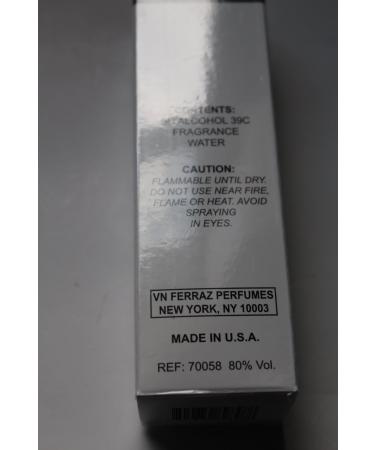 CONTENTS:
ALCOHOL 39C
FRAGRANCE
WATER
CAUTION:
FLAMMABLE UNTIL DRY.
DO NOT USE NEAR FIRE,
FLAME OR HEAT. AVOID
SPRAYING
IN EYES.
VN FERRAZ PERFUMES
NEW YORK, NY 10003
MADE IN U.S.A.
REF: 70058 80% Vol.